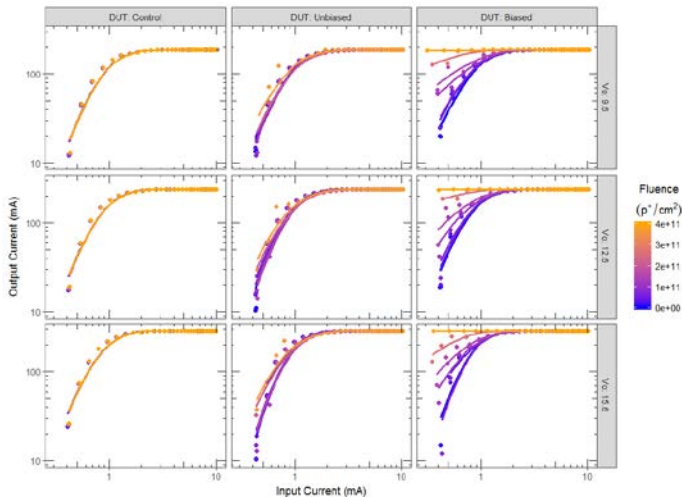 DUT. Control
DUT. Unbiased
DUT. Biased
100
10
Vo: 9.5
100
10
Vo: 12.5
Output Current (mA)
100
10
Vo: 15.6
1 10 1 10 1 10
Input Current (mA)
Fluence
(p⁺/cm²)
4e+11
3e+11
2e+11
1e+11
0e+00